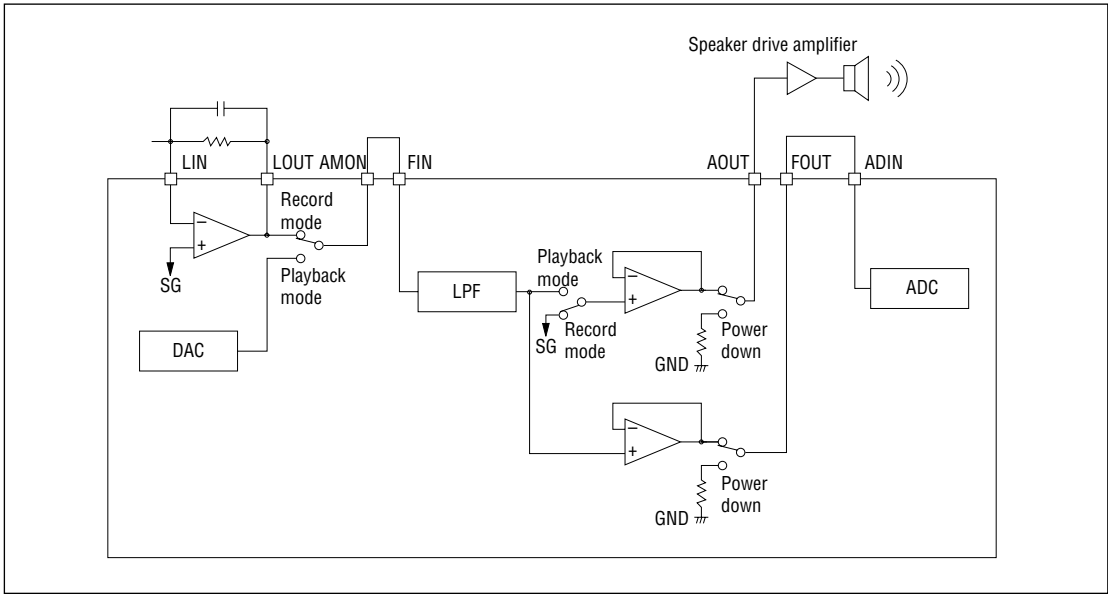 Speaker drive amplifier
LIN
LOUT
AMON
FIN
AOUT
FOUT
ADIN
Record
mode
–
+
SG
Playback
mode
DAC
LPF
Playback
mode
SG
Record
mode
–
+
Power
down
GND
ADC
–
+
Power
down
GND